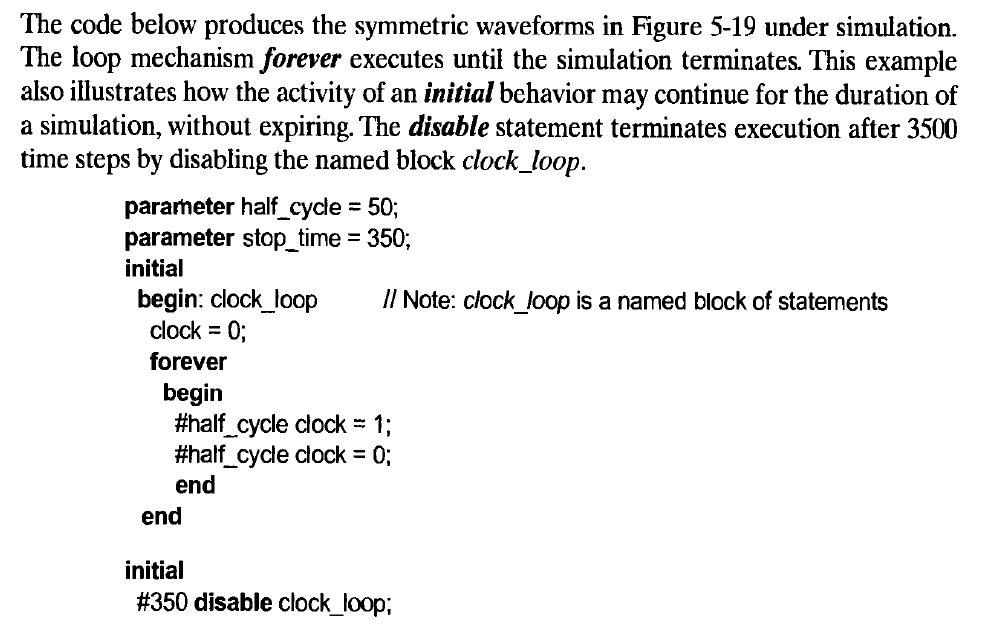 The code below produces the symmetric waveforms in Figure 5-19 under simulation.
The loop mechanism forever executes until the simulation terminates. This example
also illustrates how the activity of an initial behavior may continue for the duration of
a simulation, without expiring. The disable statement terminates execution after 3500
time steps by disabling the named block clock_loop.
parameter half_cycle = 50;
parameter stop_time = 350;
initial
begin: clock_loop // Note: clock_loop is a named block of statements
clock = 0;
forever
begin
#half_cycle clock = 1;
#half_cycle clock = 0;
end
end
initial
#350 disable clock_loop;